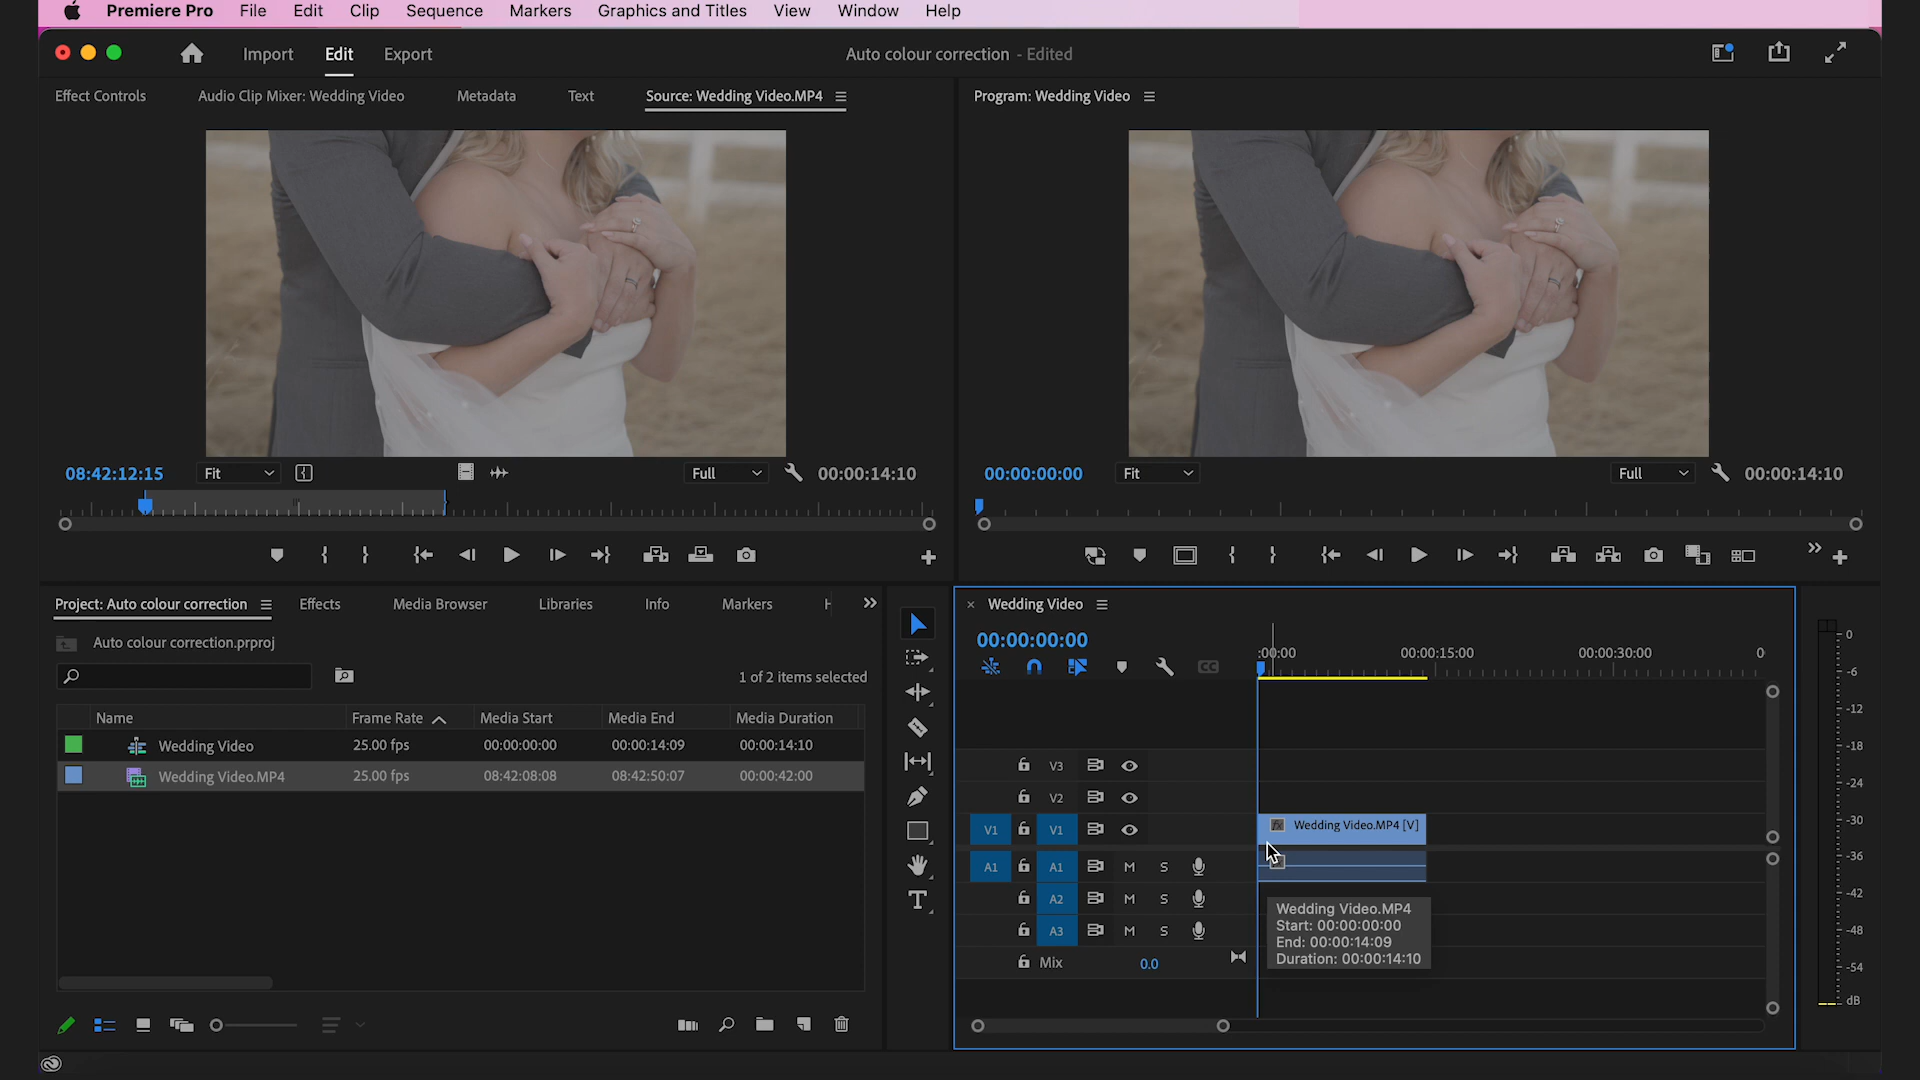 Premiere Pro File Edit Clip Sequence Markers Graphics and Titles View Window Help
Import Edit Export Auto colour correction - Edited
Effect Controls Audio Clip Mixer: Wedding Video Metadata Text Source: Wedding Video.MP4
Program: Wedding Video
08:42:12:15 Fit Full 00:00:14:10
00:00:00:00 Fit Full 00:00:14:10
Project: Auto colour correction Effects Media Browser Libraries Info Markers
Auto colour correction.prproj
1 of 2 items selected
Name Frame Rate Media Start Media End Media Duration
Wedding Video 25.00 fps 00:00:00:00 00:00:14:09 00:00:14:10
Wedding Video.MP4 25.00 fps 08:42:08:08 08:42:50:07 00:00:42:00
Wedding Video
00:00:00:00
:00:00 00:00:15:00 00:00:30:00 0
CC
V3
V2
V1 V1 fx Wedding Video.MP4 [V]
A1 A1 M S
A2 M S
A3 M S
Mix 0.0
Wedding Video.MP4
Start: 00:00:00:00
End: 00:00:14:09
Duration: 00:00:14:10
0
-6
-12
-18
-24
-30
-36
-42
-48
-54
dB